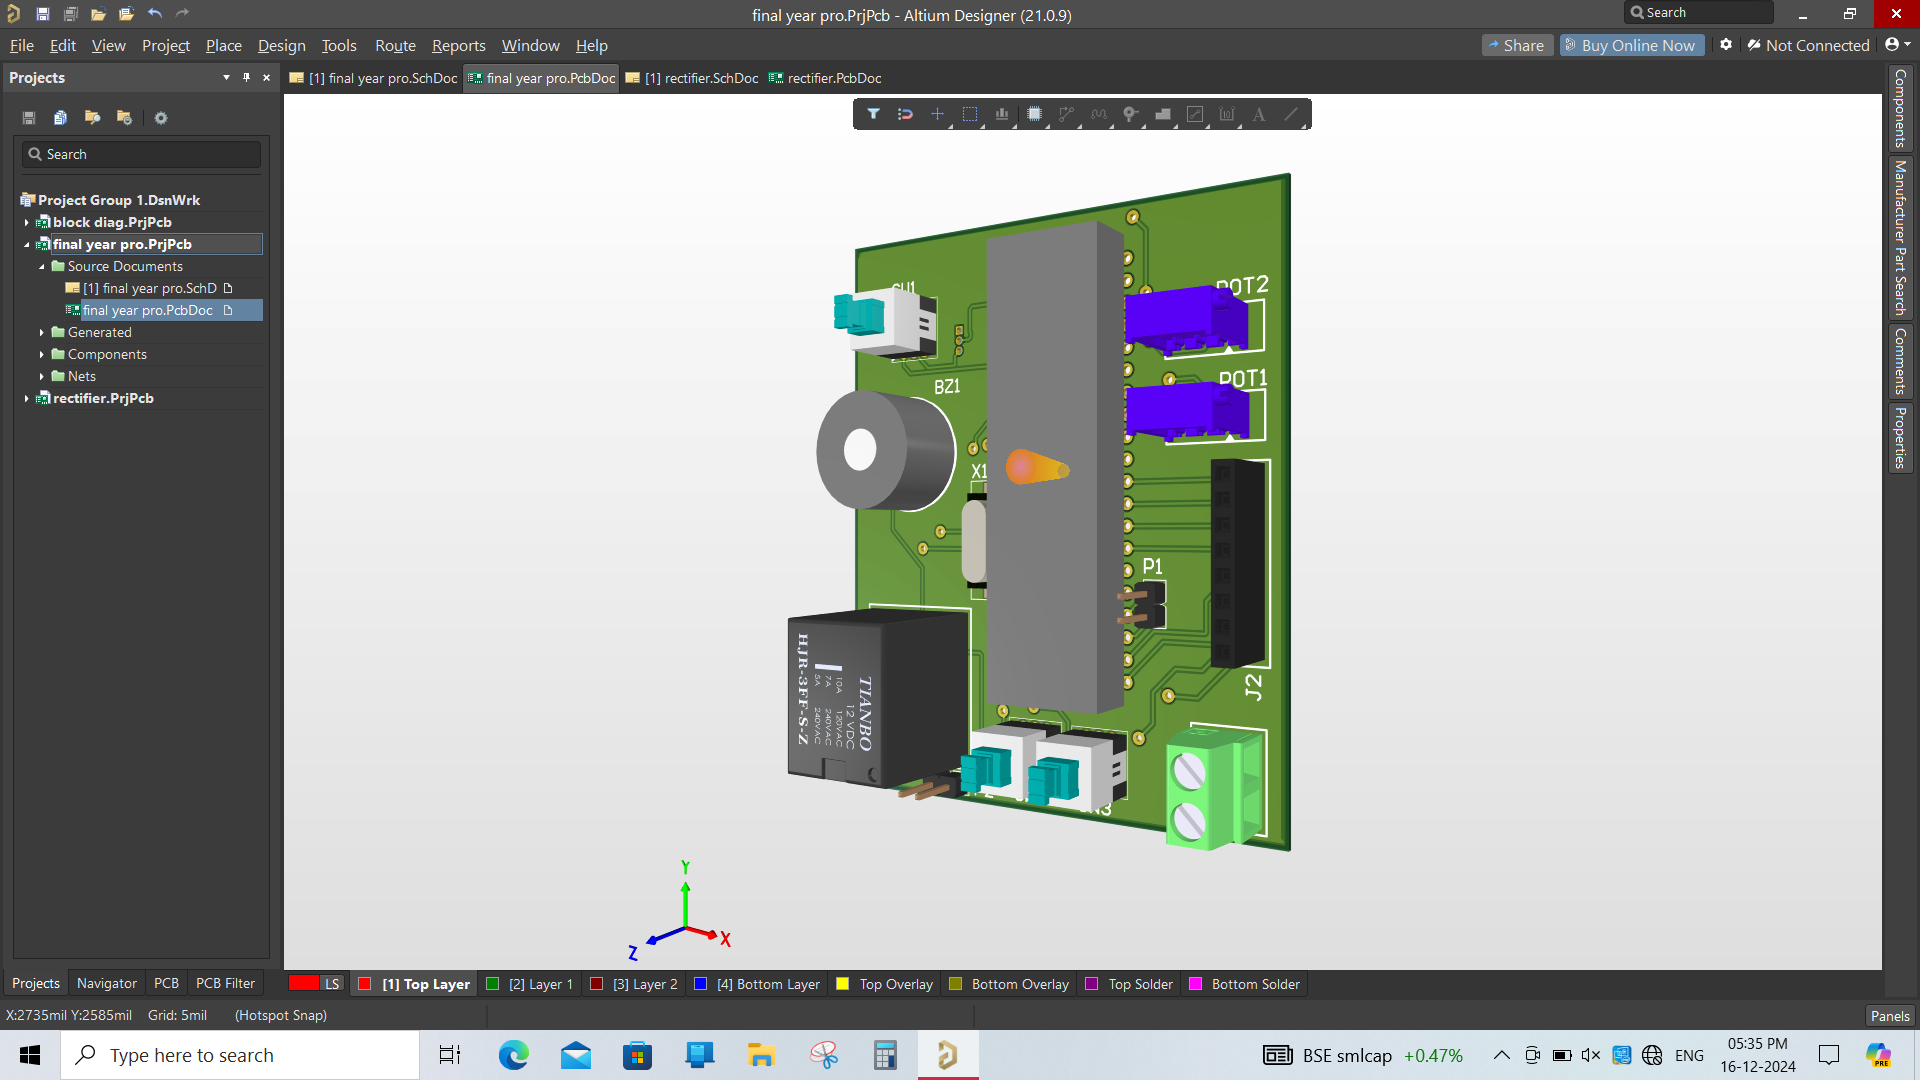 final year pro.PrjPcb - Altium Designer (21.0.9)
Search
File Edit View Project Place Design Tools Route Reports Window Help
Share
Buy Online Now
Not Connected
Projects
[1] final year pro.SchDoc
final year pro.PcbDoc
[1] rectifier.SchDoc
rectifier.PcbDoc
Search
Project Group 1.DsnWrk
block diag.PrjPcb
final year pro.PrjPcb
Source Documents
[1] final year pro.SchD
final year pro.PcbDoc
Generated
Components
Nets
rectifier.PrjPcb
Components
Manufacturer Part Search
Comments
Properties
POT2
BZ1
POT1
X1
P1
J2
HJR-3FF-S-Z
5A 240VAC
7A 240VAC
10A 120VAC
12 VDC
TIANBO
Y
X
Z
Projects Navigator PCB PCB Filter
LS
[1] Top Layer
[2] Layer 1
[3] Layer 2
[4] Bottom Layer
Top Overlay
Bottom Overlay
Top Solder
Bottom Solder
X:2735mil Y:2585mil Grid: 5mil (Hotspot Snap)
Panels
Type here to search
BSE smlcap +0.47%
ENG
05:35 PM
16-12-2024
PRE